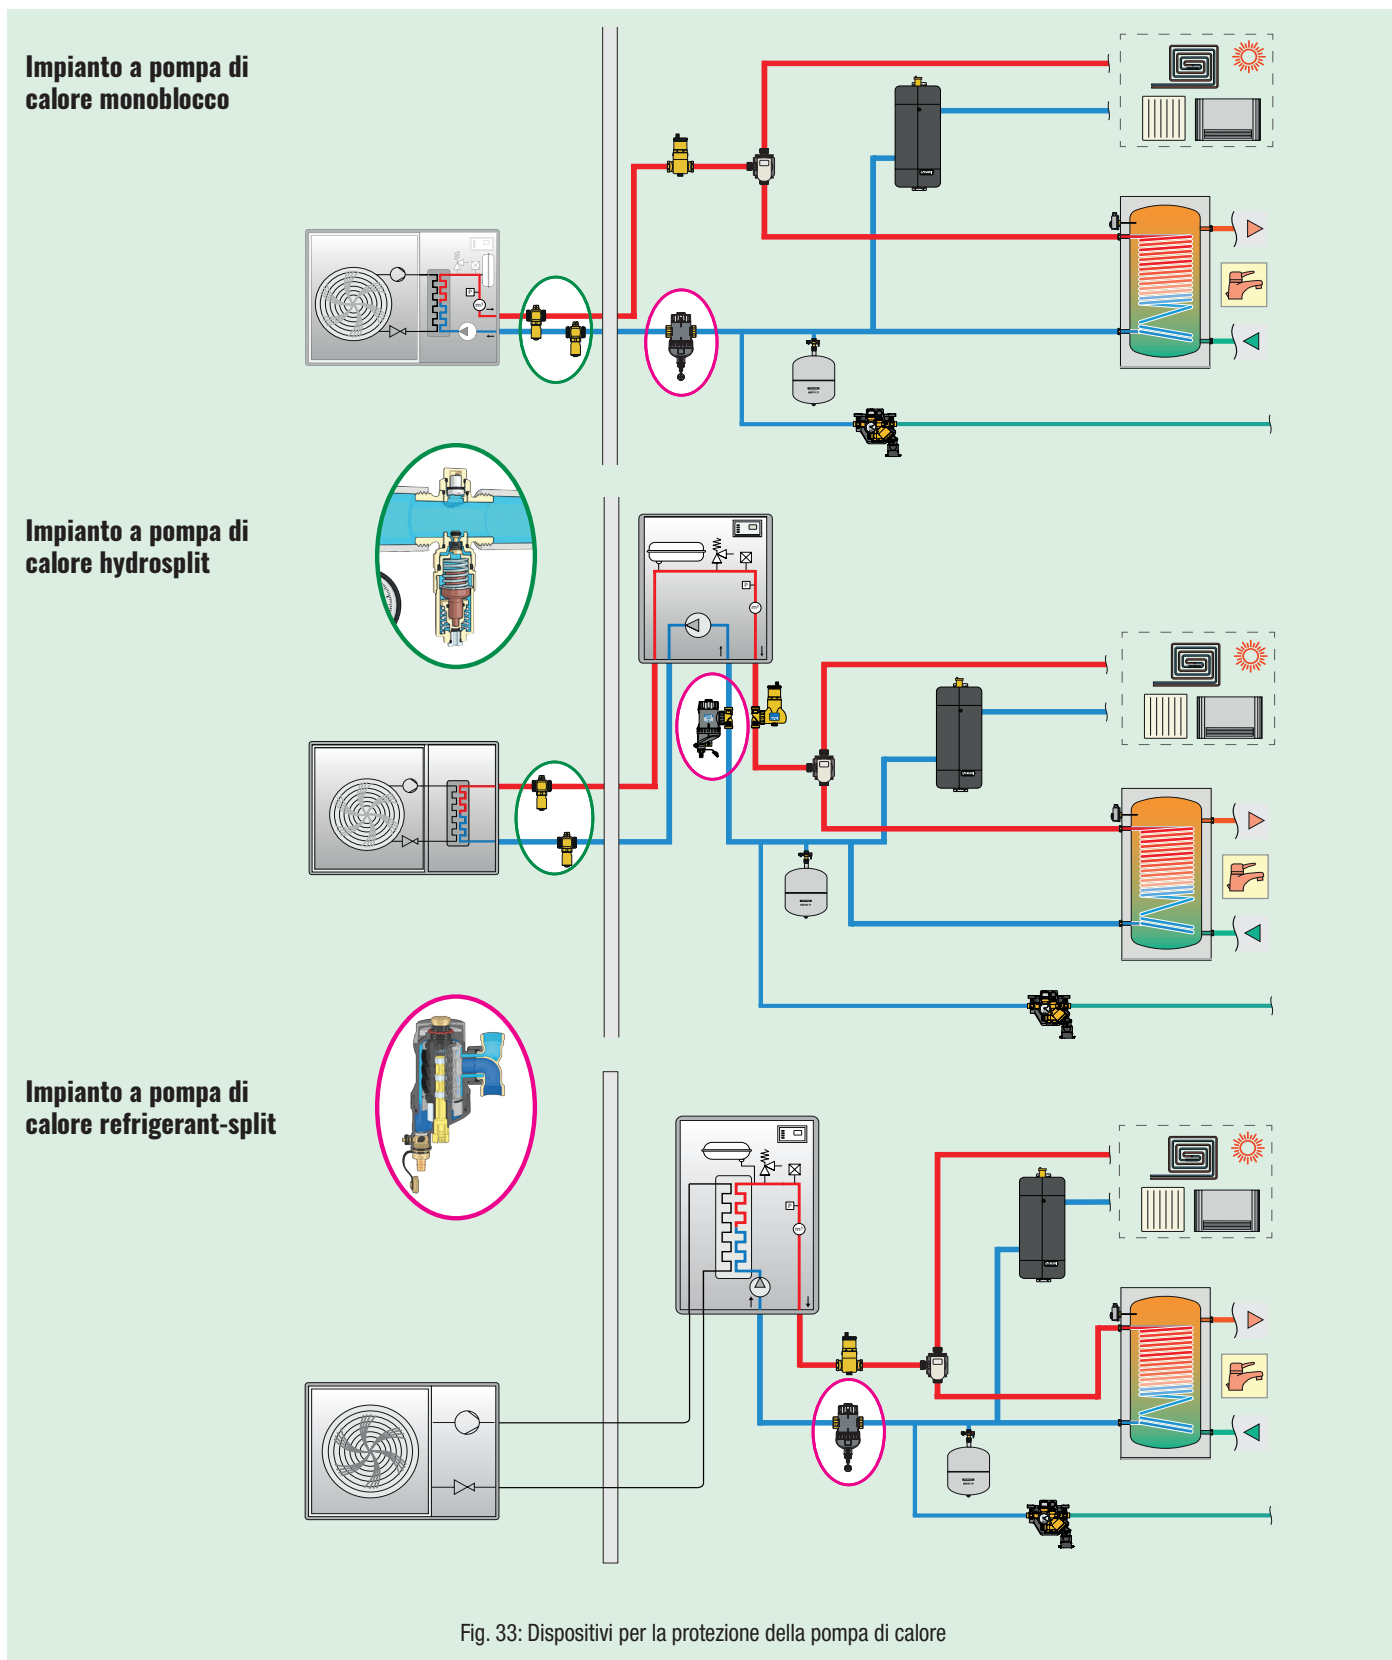 Impianto a pompa di
calore monoblocco
Impianto a pompa di
calore hydrosplit
Impianto a pompa di
calore refrigerant-split
Fig. 33: Dispositivi per la protezione della pompa di calore